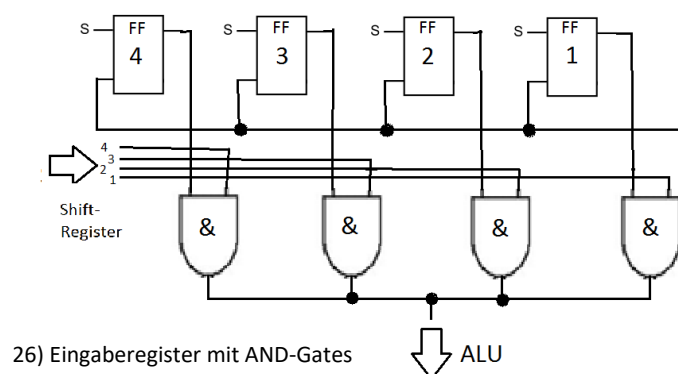 S FF S FF S FF S FF
4 3 2 1
4
3
2
1
Shift-
Register
& & & &
26) Eingaberegister mit AND-Gates
ALU